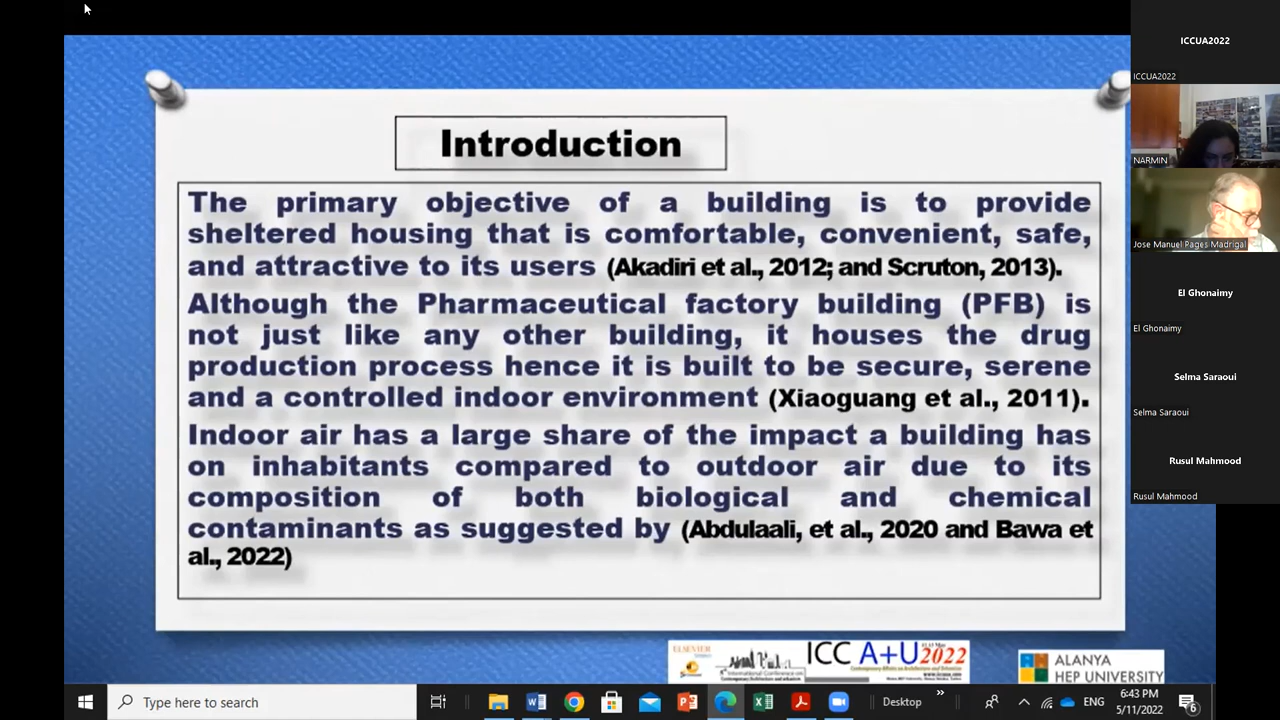 Introduction
The primary objective of a building is to provide
sheltered housing that is comfortable, convenient, safe,
and attractive to its users (Akadiri et al., 2012; and Scruton, 2013).
Although the Pharmaceutical factory building (PFB) is
not just like any other building, it houses the drug
production process hence it is built to be secure, serene
and a controlled indoor environment (Xiaoguang et al., 2011).
Indoor air has a large share of the impact a building has
on inhabitants compared to outdoor air due to its
composition of both biological and chemical
contaminants as suggested by (Abdulaali, et al., 2020 and Bawa et
al., 2022)
ICCUA2022
ICCUA2022
NARMIN
Jose Manuel Pages Madrigal
El Ghonaimy
El Ghonaimy
Selma Saraoui
Selma Saraoui
Rusul Mahmood
Rusul Mahmood
ELSEVIER
ICC A+U 2022
ALANYA
HEP UNIVERSITY
Type here to search
Desktop
ENG
6:43 PM
5/11/2022
6